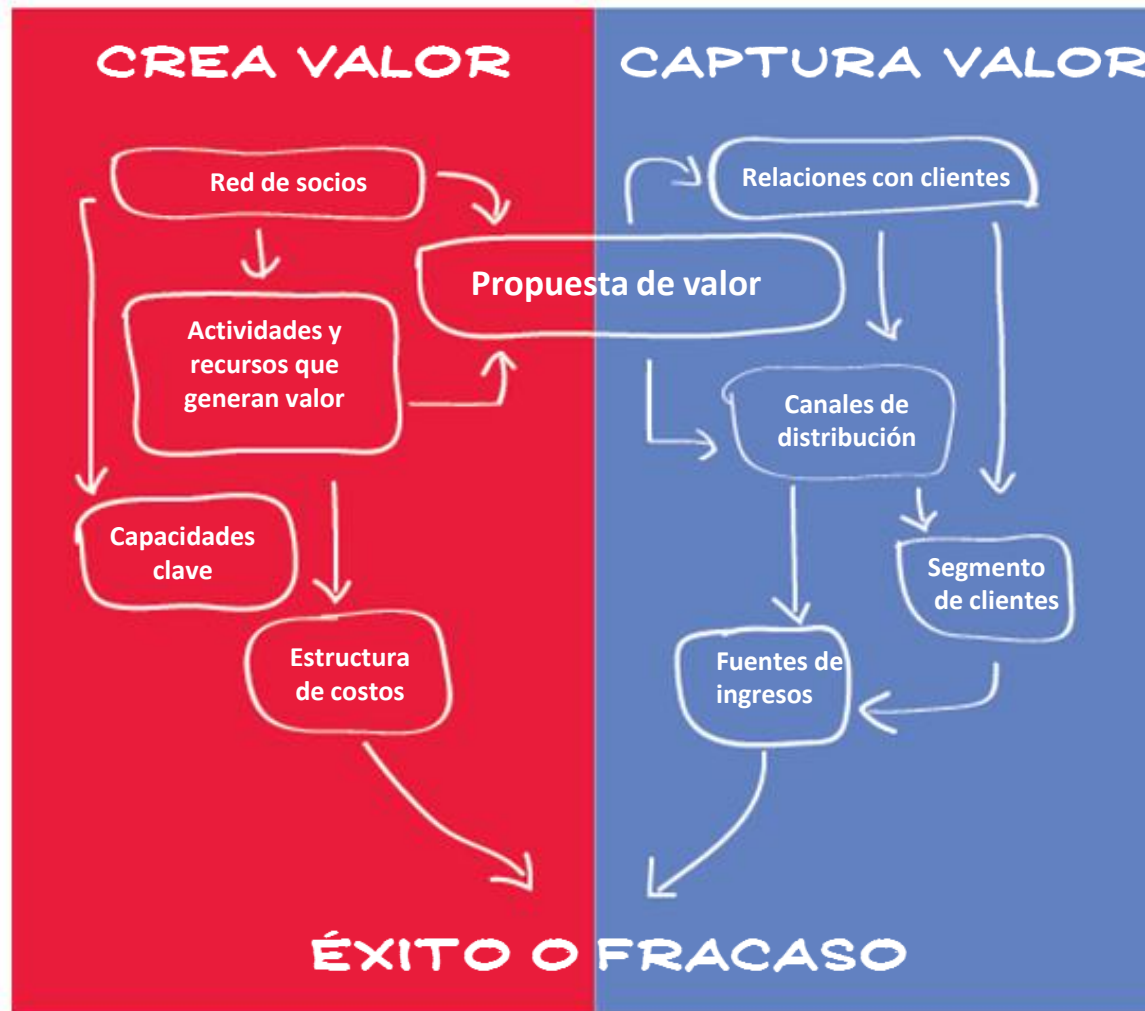 CREA VALOR
CAPTURA VALOR
Red de socios
Relaciones con clientes
Propuesta de valor
Actividades y
recursos que
generan valor
Canales de
distribución
Capacidades
clave
Segmento
de clientes
Estructura
de costos
Fuentes de
ingresos
ÉXITO O FRACASO